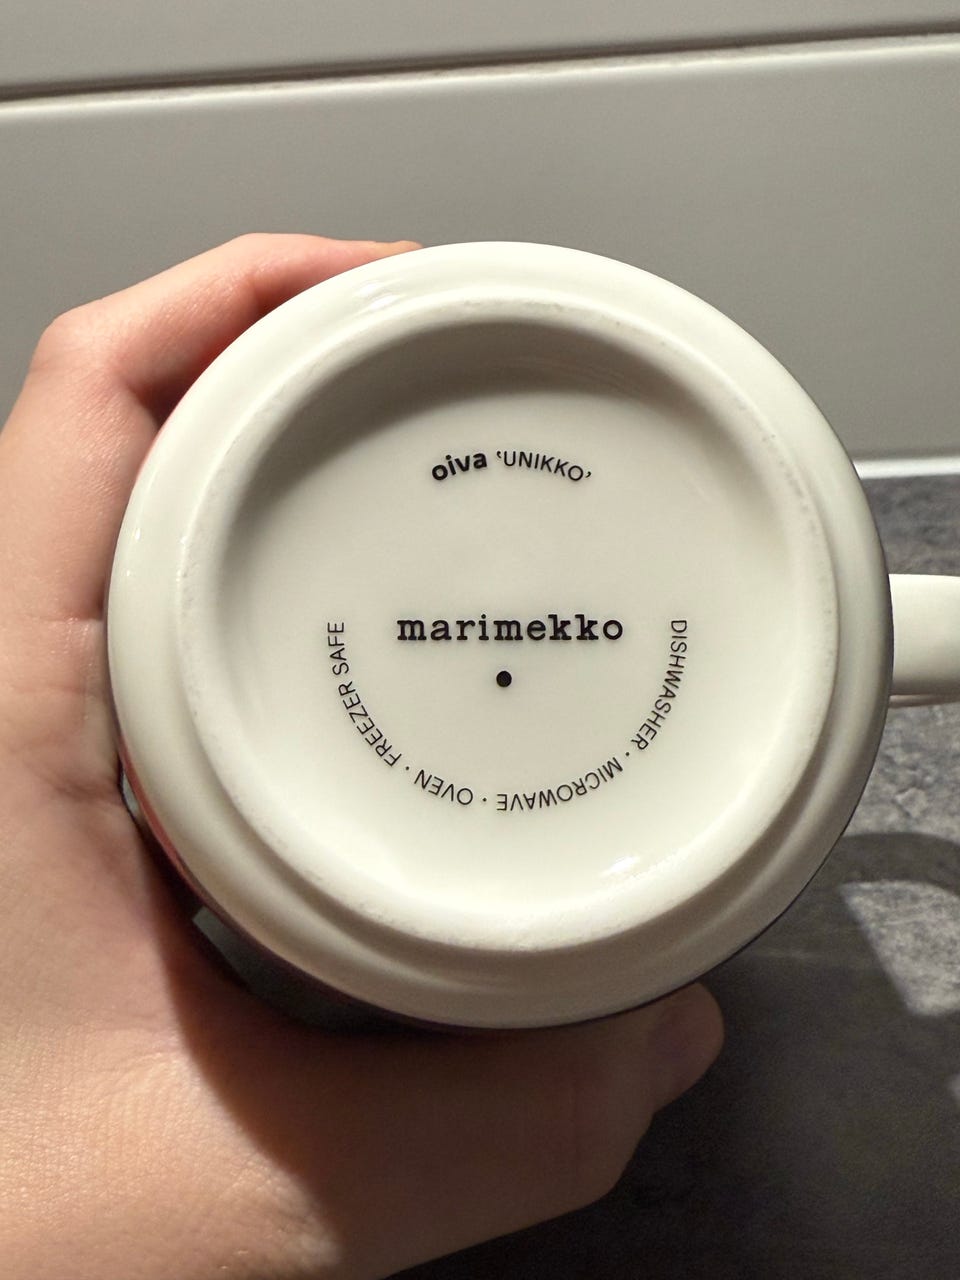 oiva ‘UNIKKO’
marimekko
DISHWASHER · MICROWAVE · OVEN · FREEZER SAFE